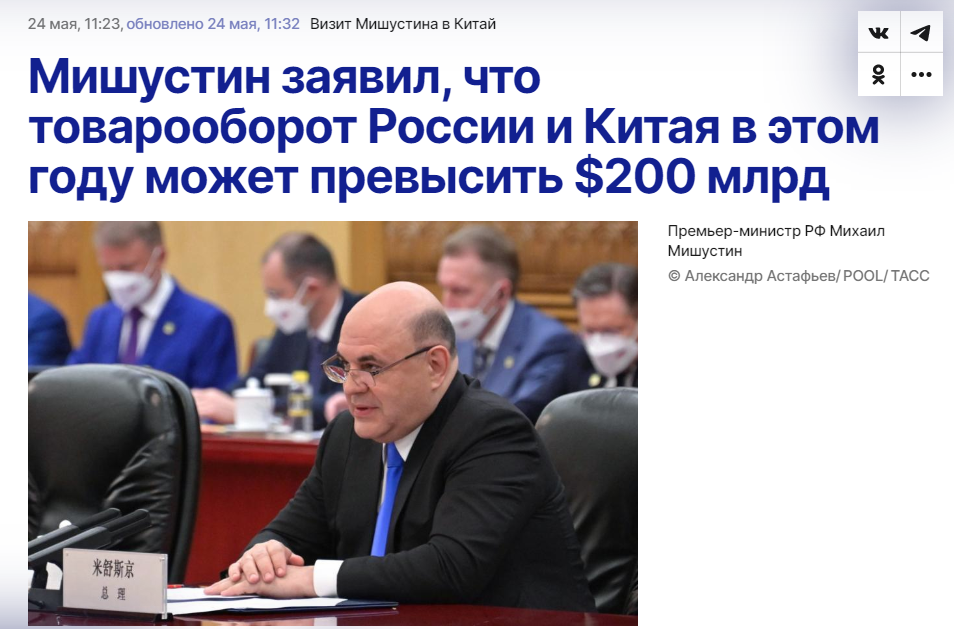 24 мая, 11:23, обновлено 24 мая, 11:32 Визит Мишустина в Китай
Мишустин заявил, что
товарооборот России и Китая в этом
году может превысить $200 млрд
Премьер-министр РФ Михаил
Мишустин
© Александр Астафьев/ POOL/ ТАСС
米舒斯京
总 理